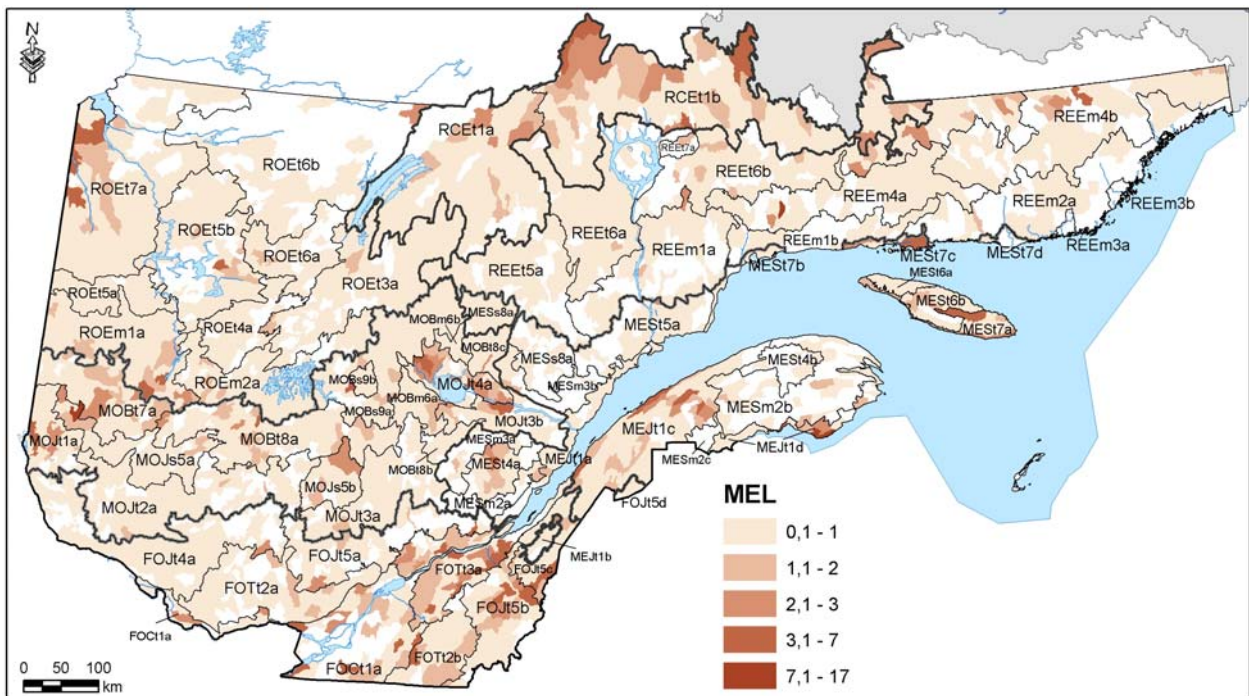 N
RCEt1b
RCEt1a
REEm4b
REEt7a
ROEt6b
REEt6b
ROEt7a
REEm4a
REEm2a
REEm3b
ROEt5b
REEt6a
REEm1a
REEm1b
REEm3a
ROEt6a
MESt7b
MESt7c
MESt7d
MESt6a
ROEt3a
REEt5a
ROEt5a
MESt6b
ROEm1a
ROEt4a
MOBm6b
MESs8a
MESt5a
MESt7a
MOBt8c
MESs8a
MESt4b
ROEm2a
MOBs9b
MOJt4a
MESm3b
MOBm6a
MESm2b
MOBt7a
MOBs9a
MOJt3b
MEJt1c
MOJt1a
MOBt8a
MESm3a
MOJs5a
MOBt8b
MESt4a
MEJt1a
MESm2c
MEJt1d
MOJs5b
MESm2a
FOJt5d
MOJt2a
MOJt3a
MEJt1b
FOJt4a
FOJt5a
FOTt3a
FOJt5c
FOTt2a
FOJt5b
FOCt1a
FOTt2b
FOCt1a
MEL
0,1 - 1
1,1 - 2
2,1 - 3
3,1 - 7
7,1 - 17
0 50 100
km